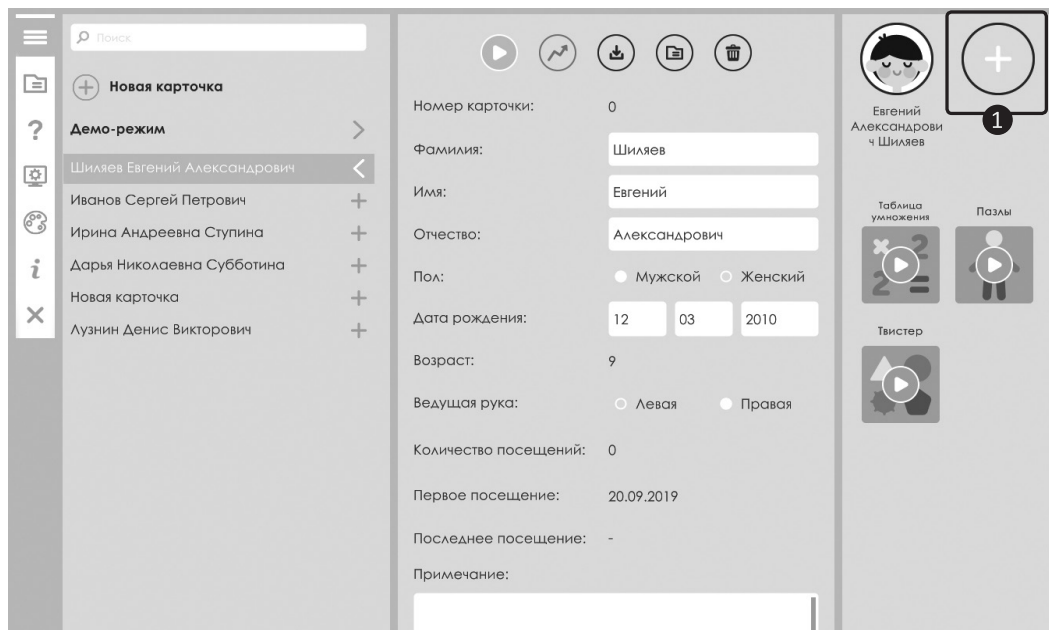 Поиск
Новая карточка
Демо-режим
Шиляев Евгений Александрович
Иванов Сергей Петрович
Ирина Андреевна Ступина
Дарья Николаевна Субботина
Новая карточка
Лузнин Денис Викторович
Номер карточки: 0
Фамилия: Шиляев
Имя: Евгений
Отчество: Александрович
Пол: Мужской Женский
Дата рождения: 12 03 2010
Возраст: 9
Ведущая рука: Левая Правая
Количество посещений: 0
Первое посещение: 20.09.2019
Последнее посещение: -
Примечание:
1
Евгений
Александрови
ч Шиляев
Таблица
умножения
Пазлы
Твистер